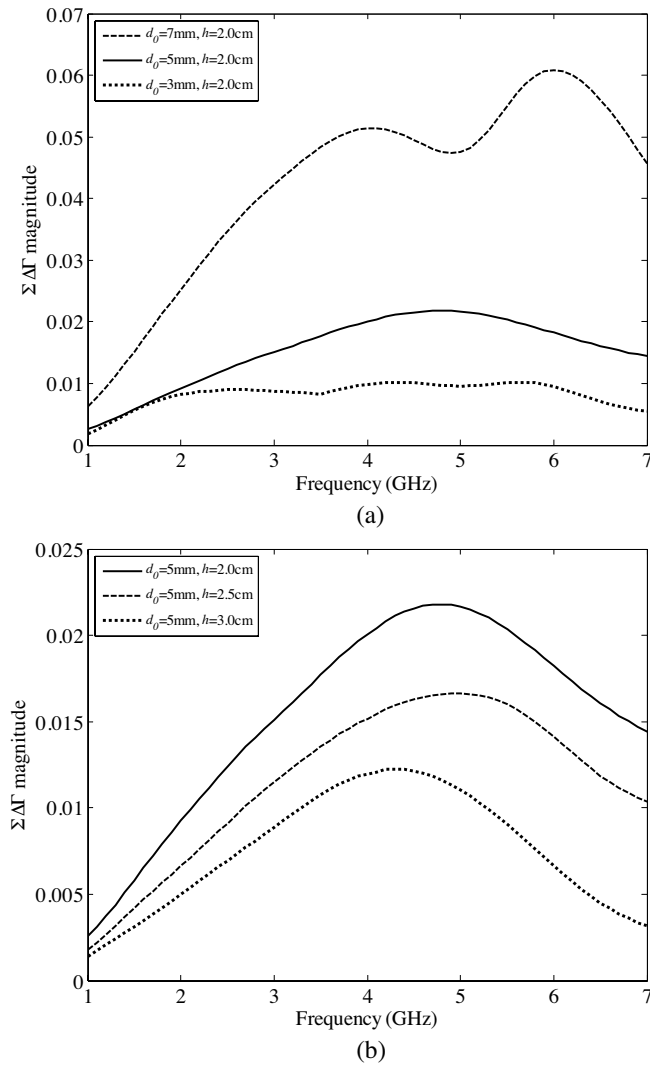 0.07
d0=7mm, h=2.0cm
d0=5mm, h=2.0cm
d0=3mm, h=2.0cm
0.06
0.05
0.04
0.03
0.02
0.01
0
Σ ΔΓ magnitude
1 2 3 4 5 6 7
Frequency (GHz)
(a)
0.025
d0=5mm, h=2.0cm
d0=5mm, h=2.5cm
d0=5mm, h=3.0cm
0.02
0.015
0.01
0.005
0
Σ ΔΓ magnitude
1 2 3 4 5 6 7
Frequency (GHz)
(b)